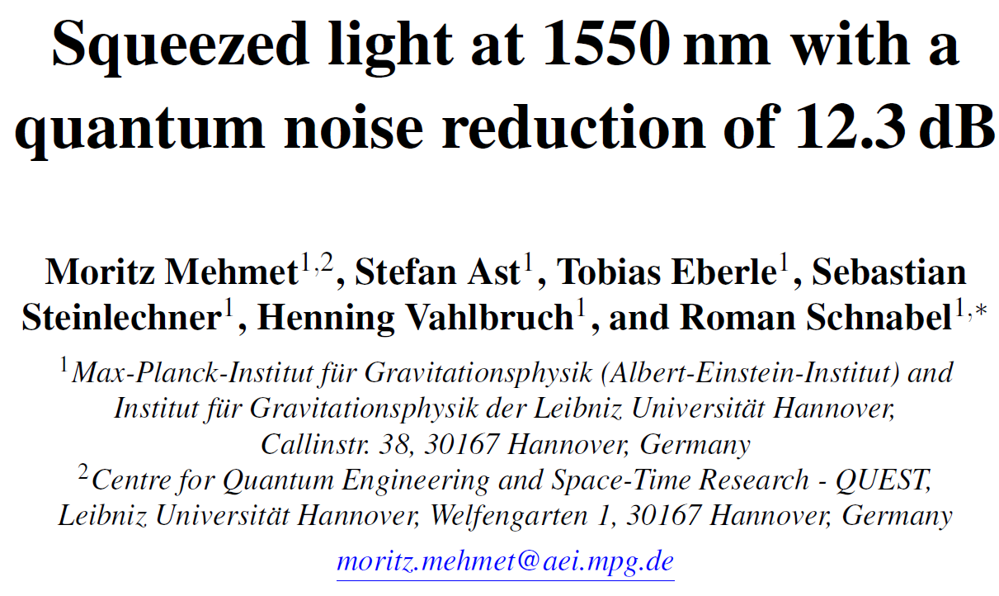 Squeezed light at 1550 nm with a
quantum noise reduction of 12.3 dB
Moritz Mehmet1,2, Stefan Ast1, Tobias Eberle1, Sebastian
Steinlechner1, Henning Vahlbruch1, and Roman Schnabel1,*
1Max-Planck-Institut für Gravitationsphysik (Albert-Einstein-Institut) and
Institut für Gravitationsphysik der Leibniz Universität Hannover,
Callinstr. 38, 30167 Hannover, Germany
2Centre for Quantum Engineering and Space-Time Research - QUEST,
Leibniz Universität Hannover, Welfengarten 1, 30167 Hannover, Germany
moritz.mehmet@aei.mpg.de